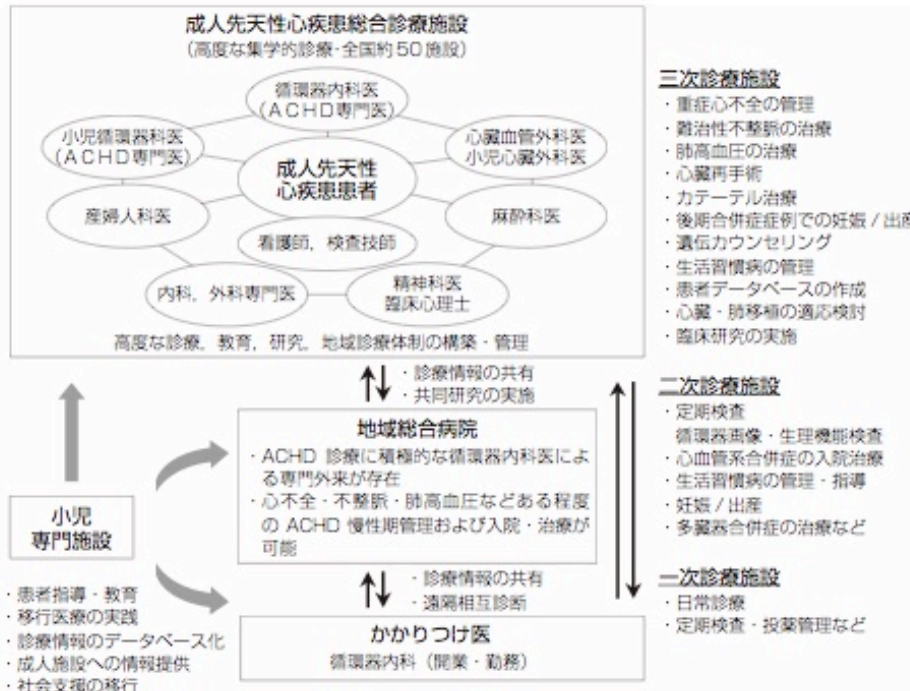 成人先天性心疾患総合診療施設
(高度な集学的診療・全国約50施設)
循環器内科医
(ACHD専門医)
小児循環器科医
(ACHD専門医)
心臓血管外科医
小児心臓外科医
成人先天性
心疾患患者
産婦人科医
麻酔科医
看護師，検査技師
内科，外科専門医
精神科医
臨床心理士
高度な診療，教育，研究，地域診療体制の構築・管理
・診療情報の共有
・共同研究の実施
地域総合病院
・ACHD 診療に積極的な循環器内科医によ
る専門外来が存在
・心不全・不整脈・肺高血圧などある程度
の ACHD 慢性期管理および入院・治療が
可能
・診療情報の共有
・遠隔相互診断
かかりつけ医
循環器内科（開業・勤務）
小児
専門施設
・患者指導・教育
・移行医療の実践
・診療情報のデータベース化
・成人施設への情報提供
・社会支援の移行
三次診療施設
・重症心不全の管理
・難治性不整脈の治療
・肺高血圧の治療
・心臓再手術
・カテーテル治療
・後期合併症症例での妊娠 / 出産
・遺伝カウンセリング
・生活習慣病の管理
・患者データベースの作成
・心臓・肺移植の適応検討
・臨床研究の実施
二次診療施設
・定期検査
循環器画像・生理機能検査
・心血管系合併症の入院治療
・生活習慣病の管理・指導
・妊娠 / 出産
・多臓器合併症の治療など
一次診療施設
・日常診療
・定期検査・投薬管理など